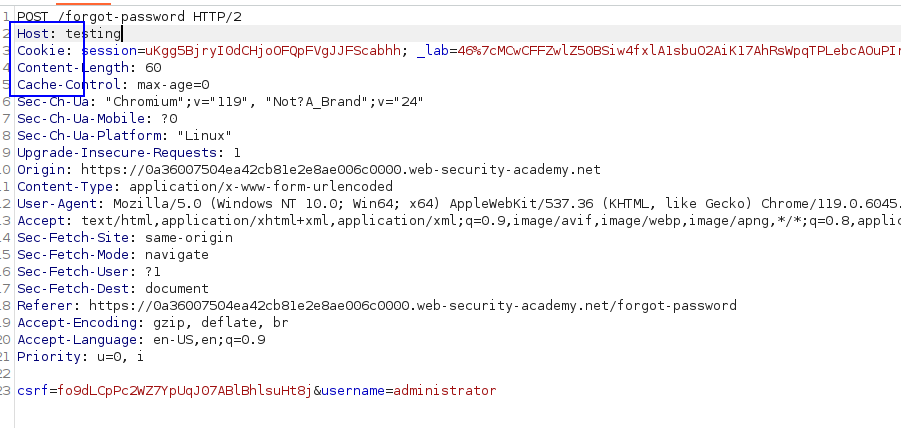 1 POST /forgot-password HTTP/2
2 Host: testing
3 Cookie: session=uKgg5BjryIOdCHjoOFQpFVgJJFScabhh; _lab=46%7cMCwCFFZwlZ50BSiw4fxlA1sbuO2AiK17AhRsWpqTPLebcAOuPI
4 Content-Length: 60
5 Cache-Control: max-age=0
6 Sec-Ch-Ua: "Chromium";v="119", "Not?A_Brand";v="24"
7 Sec-Ch-Ua-Mobile: ?0
8 Sec-Ch-Ua-Platform: "Linux"
9 Upgrade-Insecure-Requests: 1
0 Origin: https://0a36007504ea42cb81e2e8ae006c0000.web-security-academy.net
11 Content-Type: application/x-www-form-urlencoded
12 User-Agent: Mozilla/5.0 (Windows NT 10.0; Win64; x64) AppleWebKit/537.36 (KHTML, like Gecko) Chrome/119.0.6045.
13 Accept: text/html,application/xhtml+xml,application/xml;q=0.9,image/avif,image/webp,image/apng,*/*;q=0.8,applic
14 Sec-Fetch-Site: same-origin
15 Sec-Fetch-Mode: navigate
16 Sec-Fetch-User: ?1
17 Sec-Fetch-Dest: document
18 Referer: https://0a36007504ea42cb81e2e8ae006c0000.web-security-academy.net/forgot-password
19 Accept-Encoding: gzip, deflate, br
20 Accept-Language: en-US,en;q=0.9
21 Priority: u=0, i
22
23 csrf=fo9dLCpPc2WZ7YpUqJ07ABlBhlsuHt8j&username=administrator